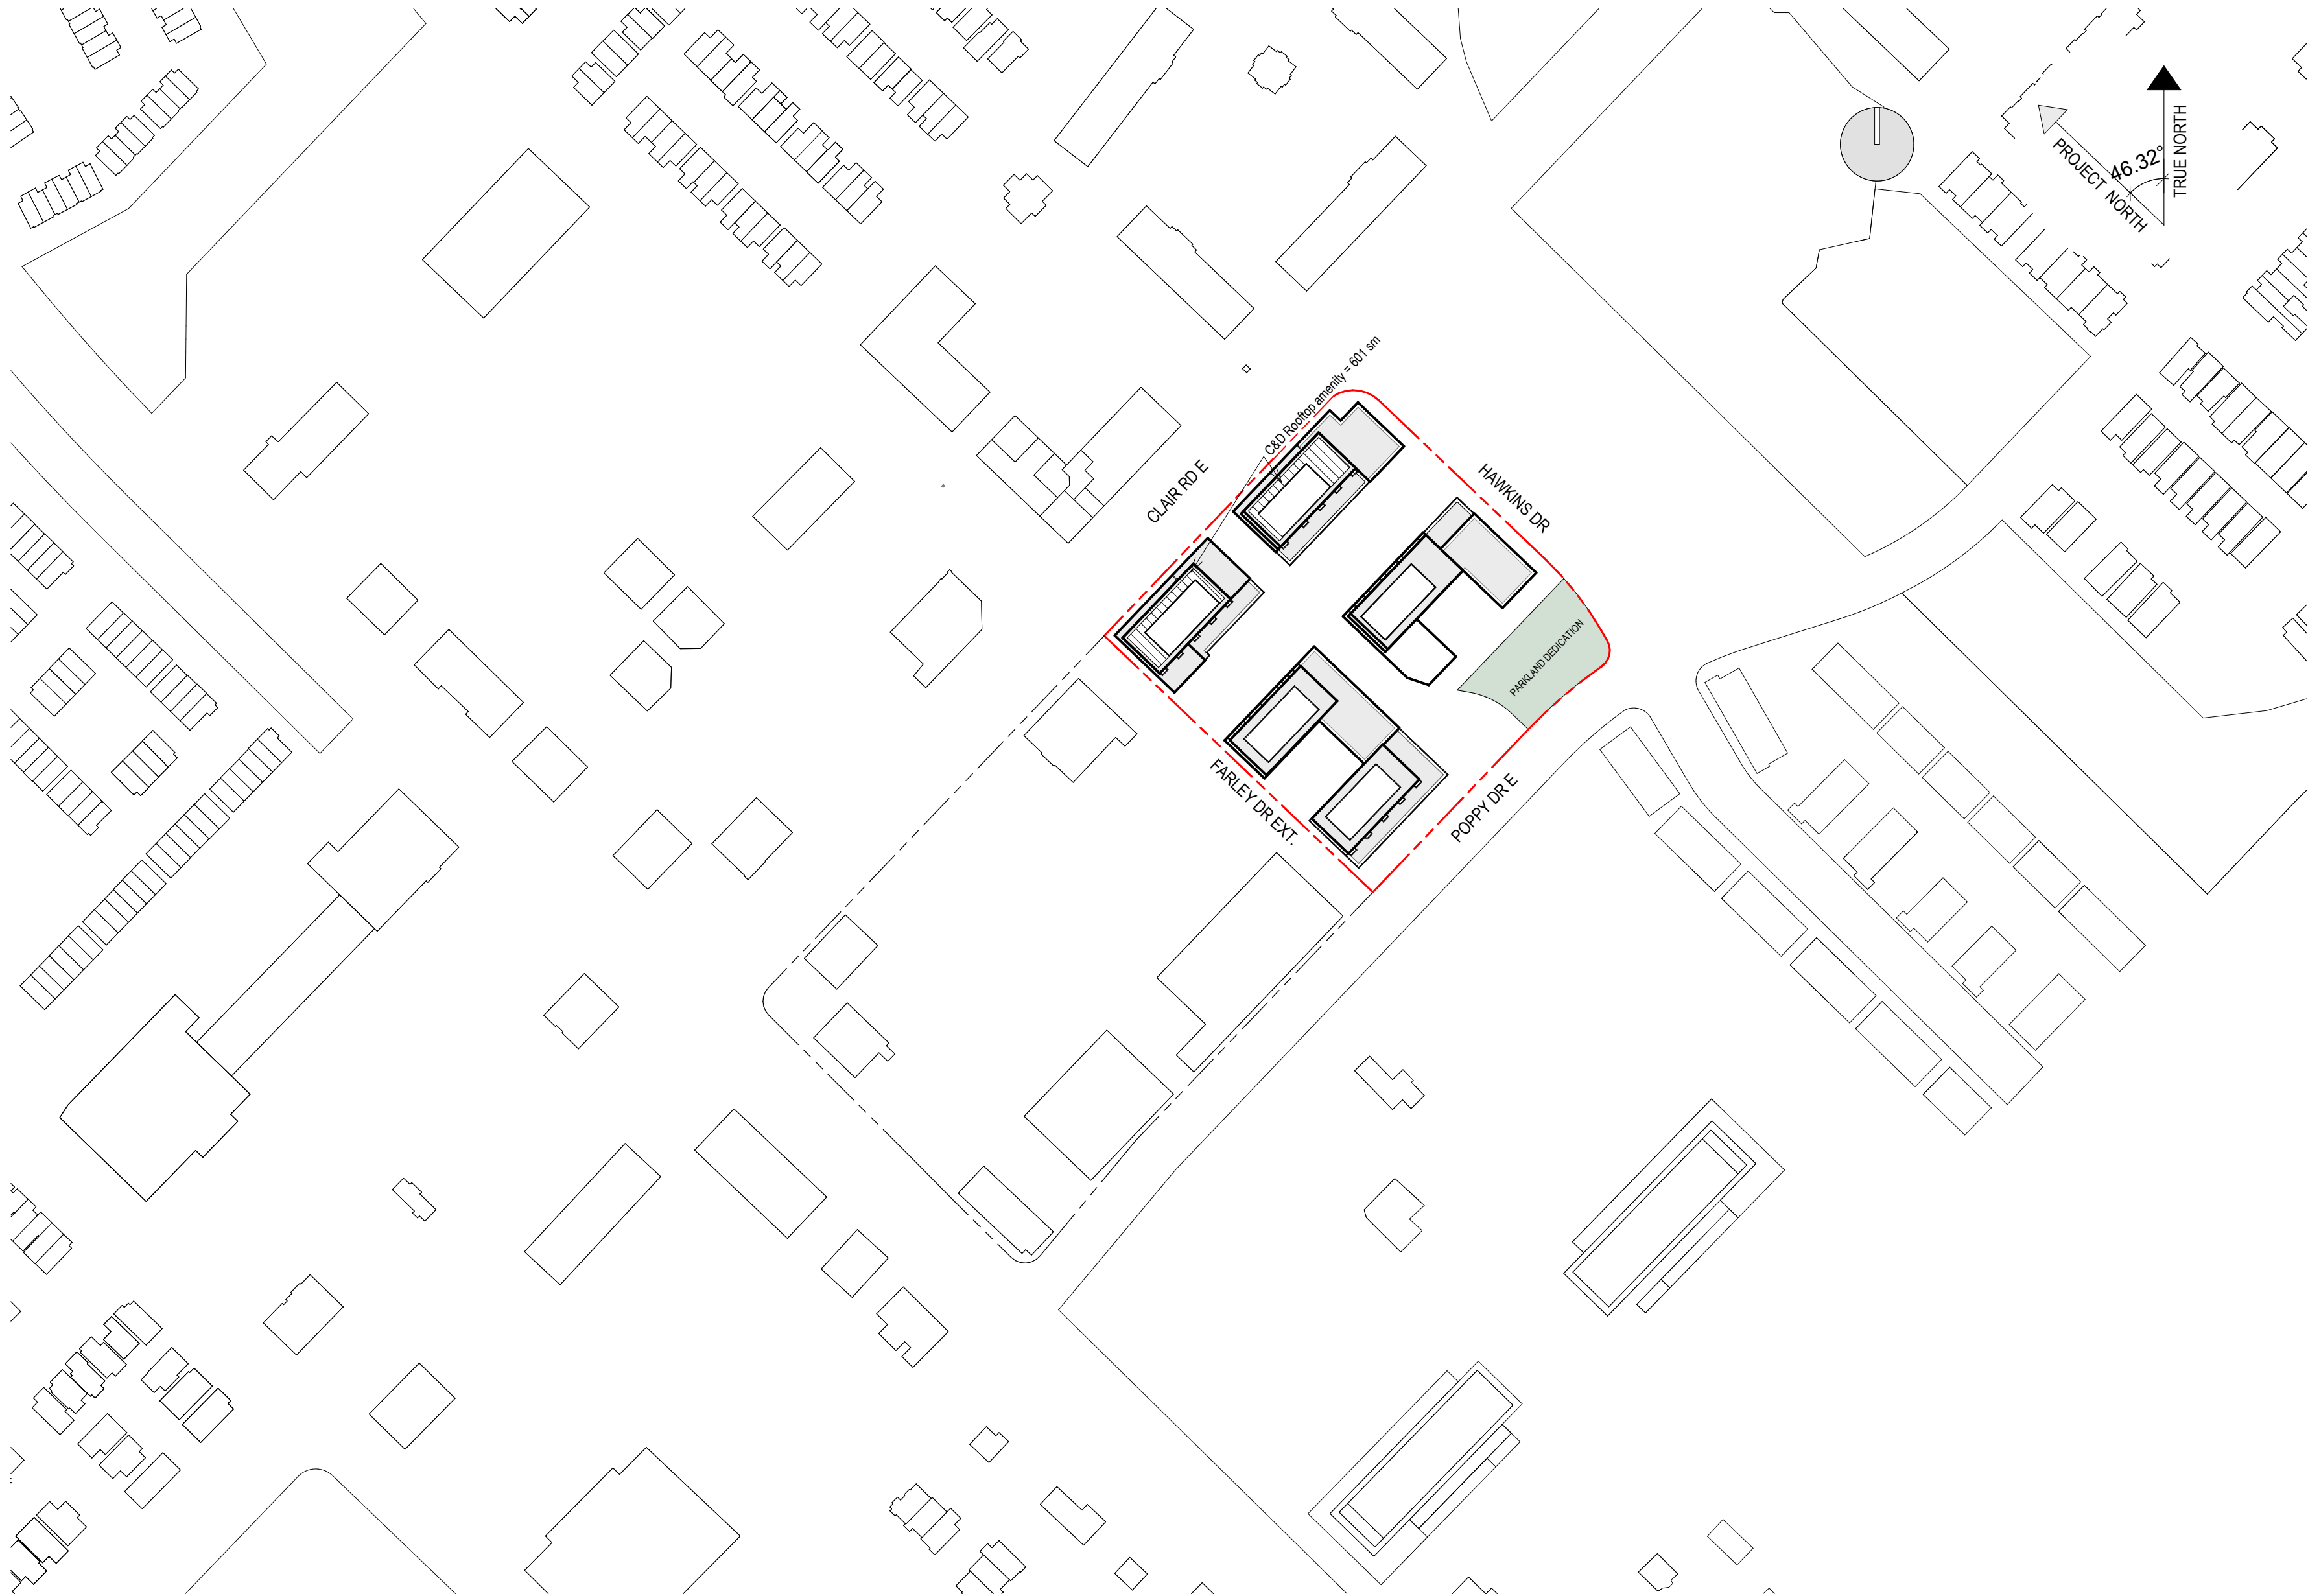 TRUE NORTH
46.32°
PROJECT NORTH
C&D Rooftop amenity = 601 sm
CLAIR RD E
HAWKINS DR
PARKLAND DEDICATION
FARLEY DR EXT.
POPPY DR E